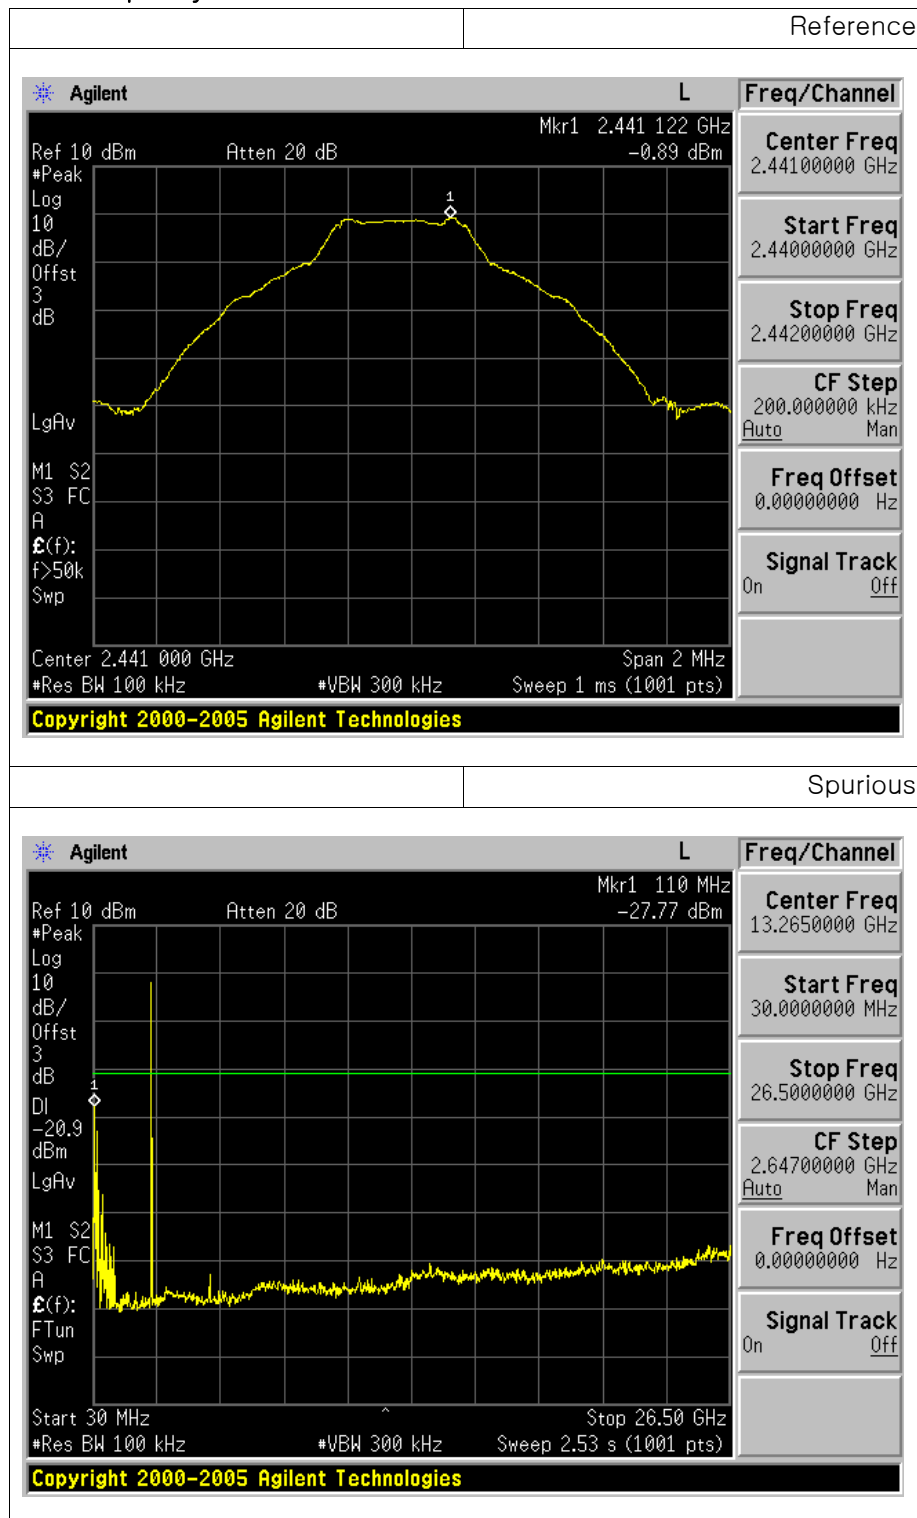 Reference
Agilent L Freq/Channel
Mkr1 2.441 122 GHz
Ref 10 dBm Atten 20 dB -0.89 dBm
#Peak
Log
10
dB/
Offst
3
dB
LgAv
M1 S2
S3 FC
A
£(f):
f>50k
Swp
1
Center 2.441 000 GHz Span 2 MHz
#Res BW 100 kHz #VBW 300 kHz Sweep 1 ms (1001 pts)
Center Freq
2.44100000 GHz
Start Freq
2.44000000 GHz
Stop Freq
2.44200000 GHz
CF Step
200.000000 kHz
Auto Man
Freq Offset
0.00000000 Hz
Signal Track
On Off
Copyright 2000-2005 Agilent Technologies
Spurious
Agilent L Freq/Channel
Mkr1 110 MHz
Ref 10 dBm Atten 20 dB -27.77 dBm
#Peak
Log
10
dB/
Offst
3
dB
DI
-20.9
dBm
LgAv
M1 S2
S3 FC
A
£(f):
FTun
Swp
1
Start 30 MHz Stop 26.50 GHz
#Res BW 100 kHz #VBW 300 kHz Sweep 2.53 s (1001 pts)
Center Freq
13.2650000 GHz
Start Freq
30.0000000 MHz
Stop Freq
26.5000000 GHz
CF Step
2.64700000 GHz
Auto Man
Freq Offset
0.00000000 Hz
Signal Track
On Off
Copyright 2000-2005 Agilent Technologies